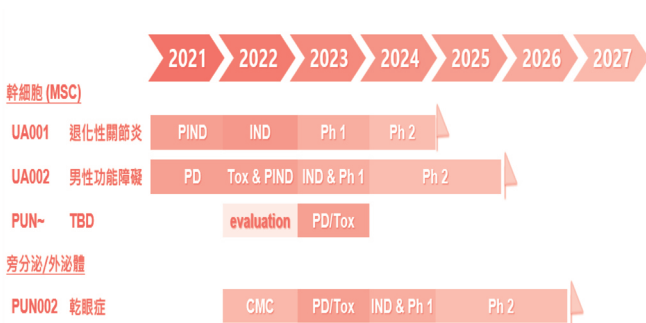 2021 2022 2023 2024 2025 2026 2027
幹細胞 (MSC)
UA001 退化性關節炎 PIND IND Ph 1 Ph 2
UA002 男性功能障礙 PD Tox & PIND IND & Ph 1 Ph 2
PUN~ TBD evaluation PD/Tox
旁分泌/外泌體
PUN002 乾眼症 CMC PD/Tox IND & Ph 1 Ph 2